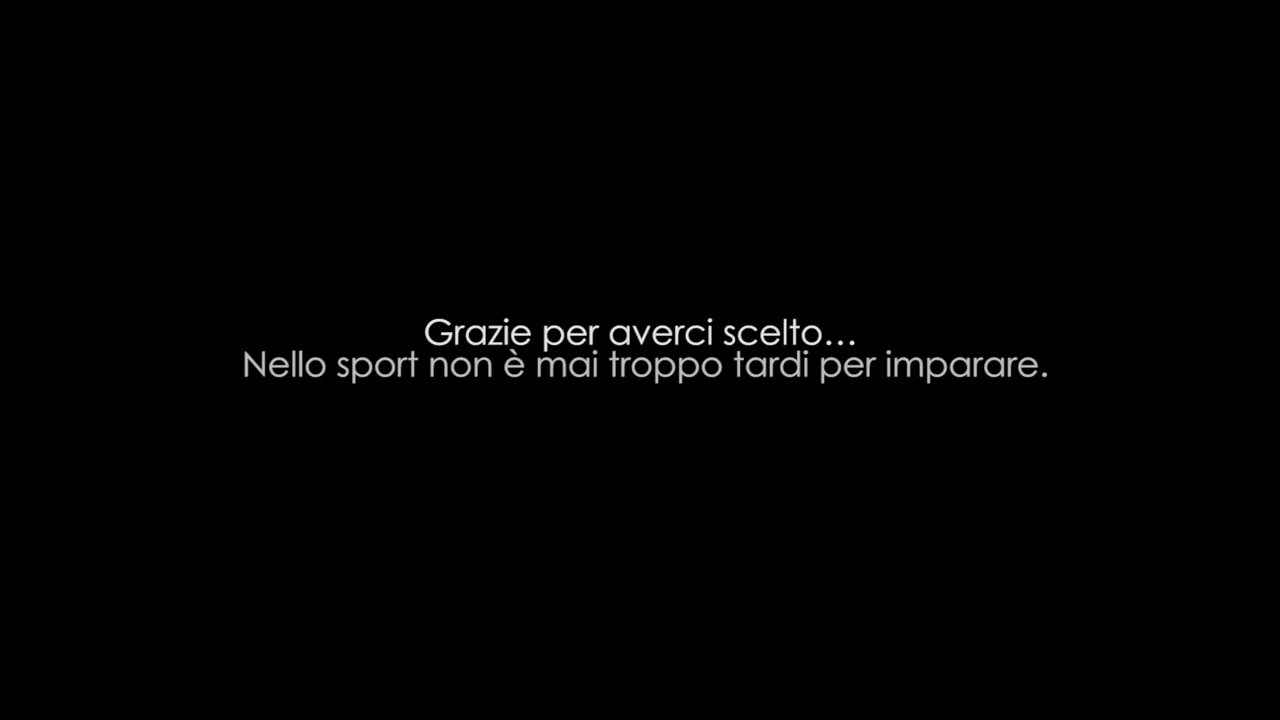 Grazie per averci scelto…
Nello sport non è mai troppo tardi per imparare.